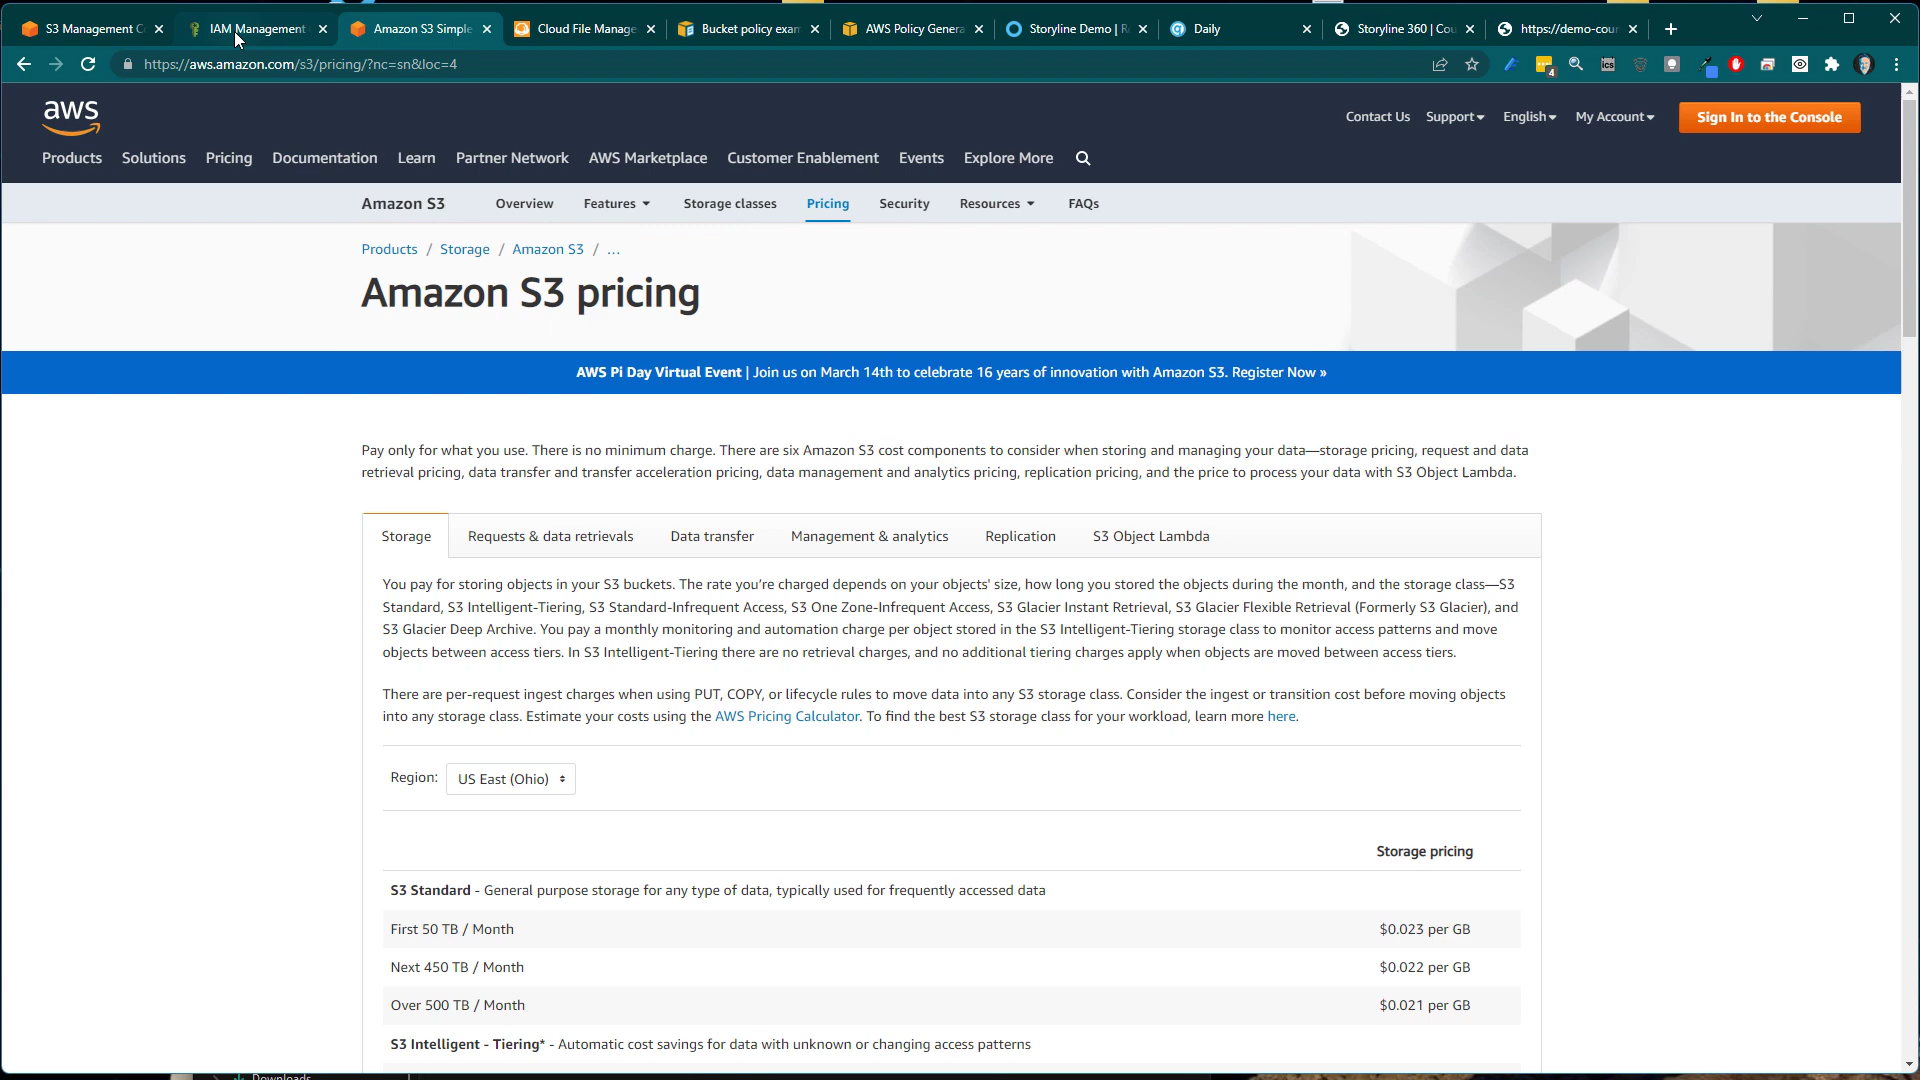 S3 Management C
IAM Management
Amazon S3 Simple
Cloud File Manage
Bucket policy exam
AWS Policy Genera
Storyline Demo | R
Daily
Storyline 360 | Cou
https://demo-cour
https://aws.amazon.com/s3/pricing/?nc=sn&loc=4
4
ics
aws
Contact Us
Support
English
My Account
Sign In to the Console
Products
Solutions
Pricing
Documentation
Learn
Partner Network
AWS Marketplace
Customer Enablement
Events
Explore More
Amazon S3
Overview
Features
Storage classes
Pricing
Security
Resources
FAQs
Products / Storage / Amazon S3 / ...
Amazon S3 pricing
AWS Pi Day Virtual Event | Join us on March 14th to celebrate 16 years of innovation with Amazon S3. Register Now »
Pay only for what you use. There is no minimum charge. There are six Amazon S3 cost components to consider when storing and managing your data—storage pricing, request and data
retrieval pricing, data transfer and transfer acceleration pricing, data management and analytics pricing, replication pricing, and the price to process your data with S3 Object Lambda.
Storage
Requests & data retrievals
Data transfer
Management & analytics
Replication
S3 Object Lambda
You pay for storing objects in your S3 buckets. The rate you’re charged depends on your objects' size, how long you stored the objects during the month, and the storage class—S3
Standard, S3 Intelligent-Tiering, S3 Standard-Infrequent Access, S3 One Zone-Infrequent Access, S3 Glacier Instant Retrieval, S3 Glacier Flexible Retrieval (Formerly S3 Glacier), and
S3 Glacier Deep Archive. You pay a monthly monitoring and automation charge per object stored in the S3 Intelligent-Tiering storage class to monitor access patterns and move
objects between access tiers. In S3 Intelligent-Tiering there are no retrieval charges, and no additional tiering charges apply when objects are moved between access tiers.
There are per-request ingest charges when using PUT, COPY, or lifecycle rules to move data into any S3 storage class. Consider the ingest or transition cost before moving objects
into any storage class. Estimate your costs using the AWS Pricing Calculator. To find the best S3 storage class for your workload, learn more here.
Region:
US East (Ohio)
Storage pricing
S3 Standard - General purpose storage for any type of data, typically used for frequently accessed data
First 50 TB / Month
$0.023 per GB
Next 450 TB / Month
$0.022 per GB
Over 500 TB / Month
$0.021 per GB
S3 Intelligent - Tiering* - Automatic cost savings for data with unknown or changing access patterns
Downloads